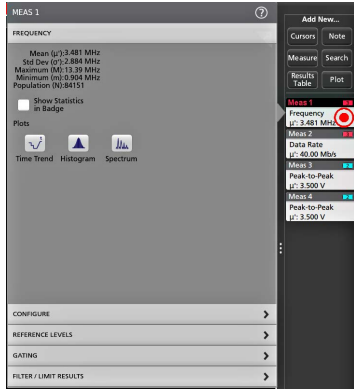 MEAS 1
?
FREQUENCY
Mean (µ'):3.481 MHz
Std Dev (σ'):2.884 MHz
Maximum (M):13.39 MHz
Minimum (m):0.904 MHz
Population (N):84151
Show Statistics
in Badge
Plots
Time Trend Histogram Spectrum
CONFIGURE
REFERENCE LEVELS
GATING
FILTER / LIMIT RESULTS
Add New...
Cursors Note
Measure Search
Results
Table
Plot
Meas 1
Frequency
µ': 3.481 MHz
Meas 2
Data Rate
µ': 40.00 Mb/s
Meas 3
Peak-to-Peak
µ': 3.500 V
Meas 4
Peak-to-Peak
µ': 3.500 V